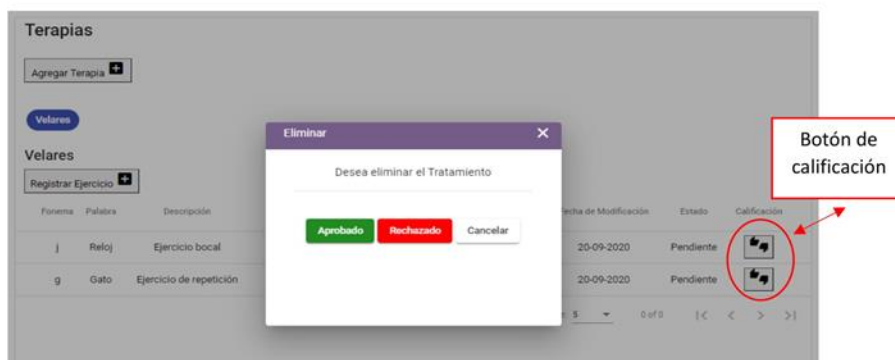 Terapias
Agregar Terapia
Velares
Velares
Registrar Ejercicio
Eliminar
Desea eliminar el Tratamiento
Aprobado Rechazado Cancelar
Botón de
calificación
Fonema Palabra Descripción Fecha de Modificación Estado Calificación
j Reloj Ejercicio bocal 20-09-2020 Pendiente
g Gato Ejercicio de repetición 20-09-2020 Pendiente
5 0 of 0